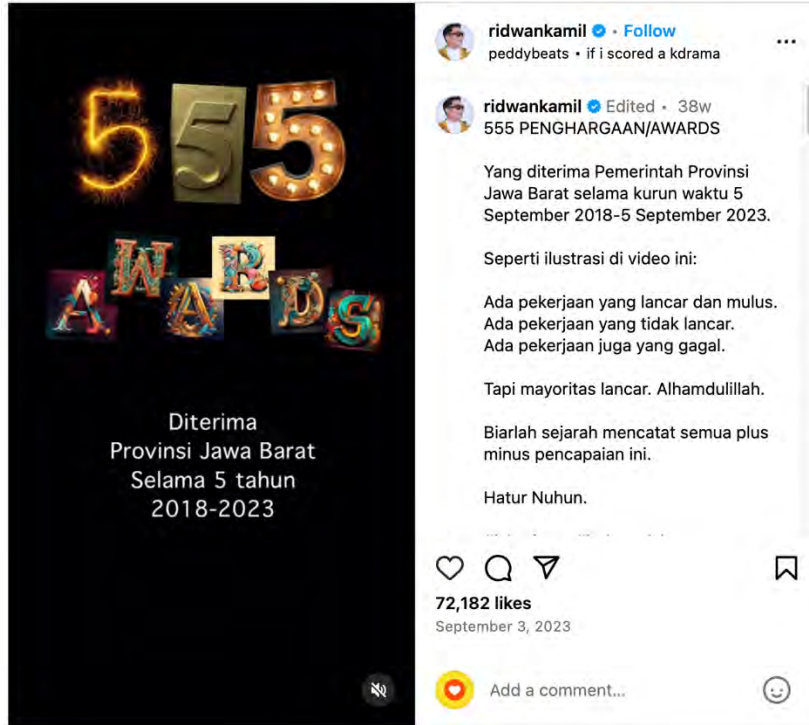 555
AWARDS
Diterima
Provinsi Jawa Barat
Selama 5 tahun
2018-2023
ridwankamil • Follow
peddybeats • if i scored a kdrama
ridwankamil Edited • 38w
555 PENGHARGAAN/AWARDS
Yang diterima Pemerintah Provinsi
Jawa Barat selama kurun waktu 5
September 2018-5 September 2023.
Seperti ilustrasi di video ini:
Ada pekerjaan yang lancar dan mulus.
Ada pekerjaan yang tidak lancar.
Ada pekerjaan juga yang gagal.
Tapi mayoritas lancar. Alhamdulillah.
Biarlah sejarah mencatat semua plus
minus pencapaian ini.
Hatur Nuhun.
72,182 likes
September 3, 2023
Add a comment...